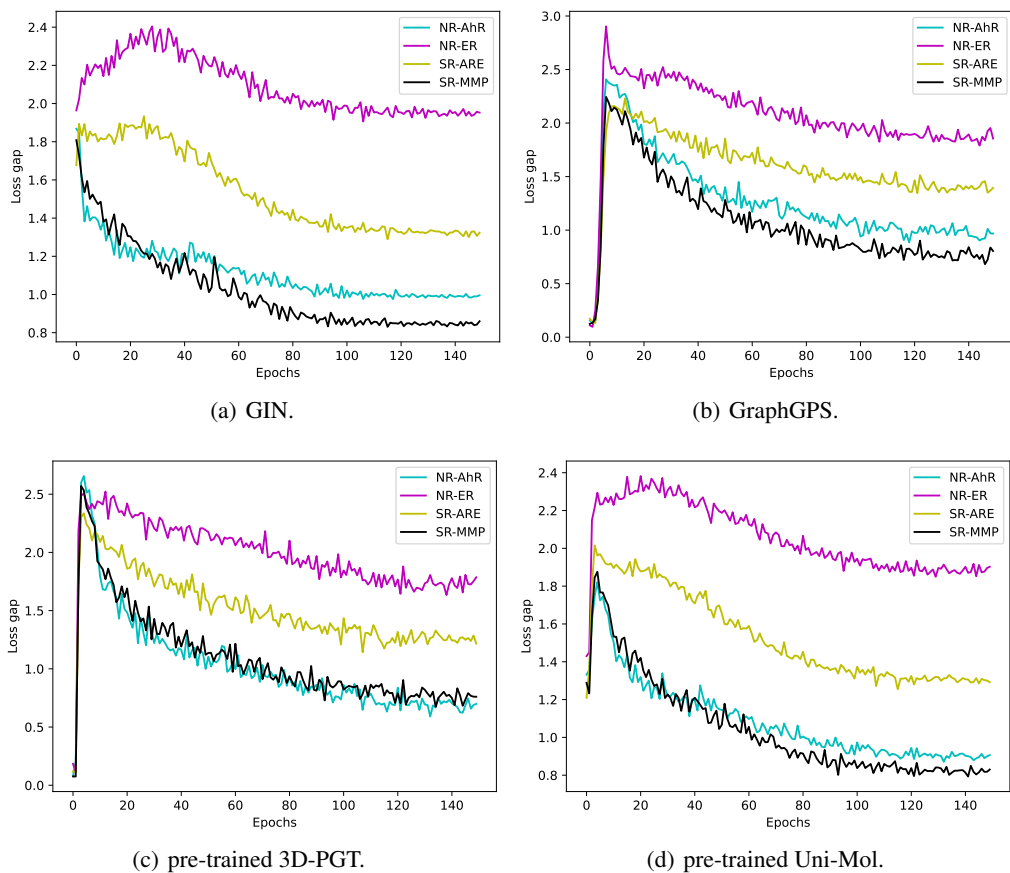 2.4
2.2
2.0
1.8
1.6
1.4
1.2
1.0
0.8
Loss gap
NR-AhR
NR-ER
SR-ARE
SR-MMP
0 20 40 60 80 100 120 140
Epochs
(a) GIN.
3.0
2.5
2.0
1.5
1.0
0.5
0.0
Loss gap
NR-AhR
NR-ER
SR-ARE
SR-MMP
0 20 40 60 80 100 120 140
Epochs
(b) GraphGPS.
2.5
2.0
1.5
1.0
0.5
0.0
Loss gap
NR-AhR
NR-ER
SR-ARE
SR-MMP
0 20 40 60 80 100 120 140
Epochs
(c) pre-trained 3D-PGT.
2.4
2.2
2.0
1.8
1.6
1.4
1.2
1.0
0.8
Loss gap
NR-AhR
NR-ER
SR-ARE
SR-MMP
0 20 40 60 80 100 120 140
Epochs
(d) pre-trained Uni-Mol.